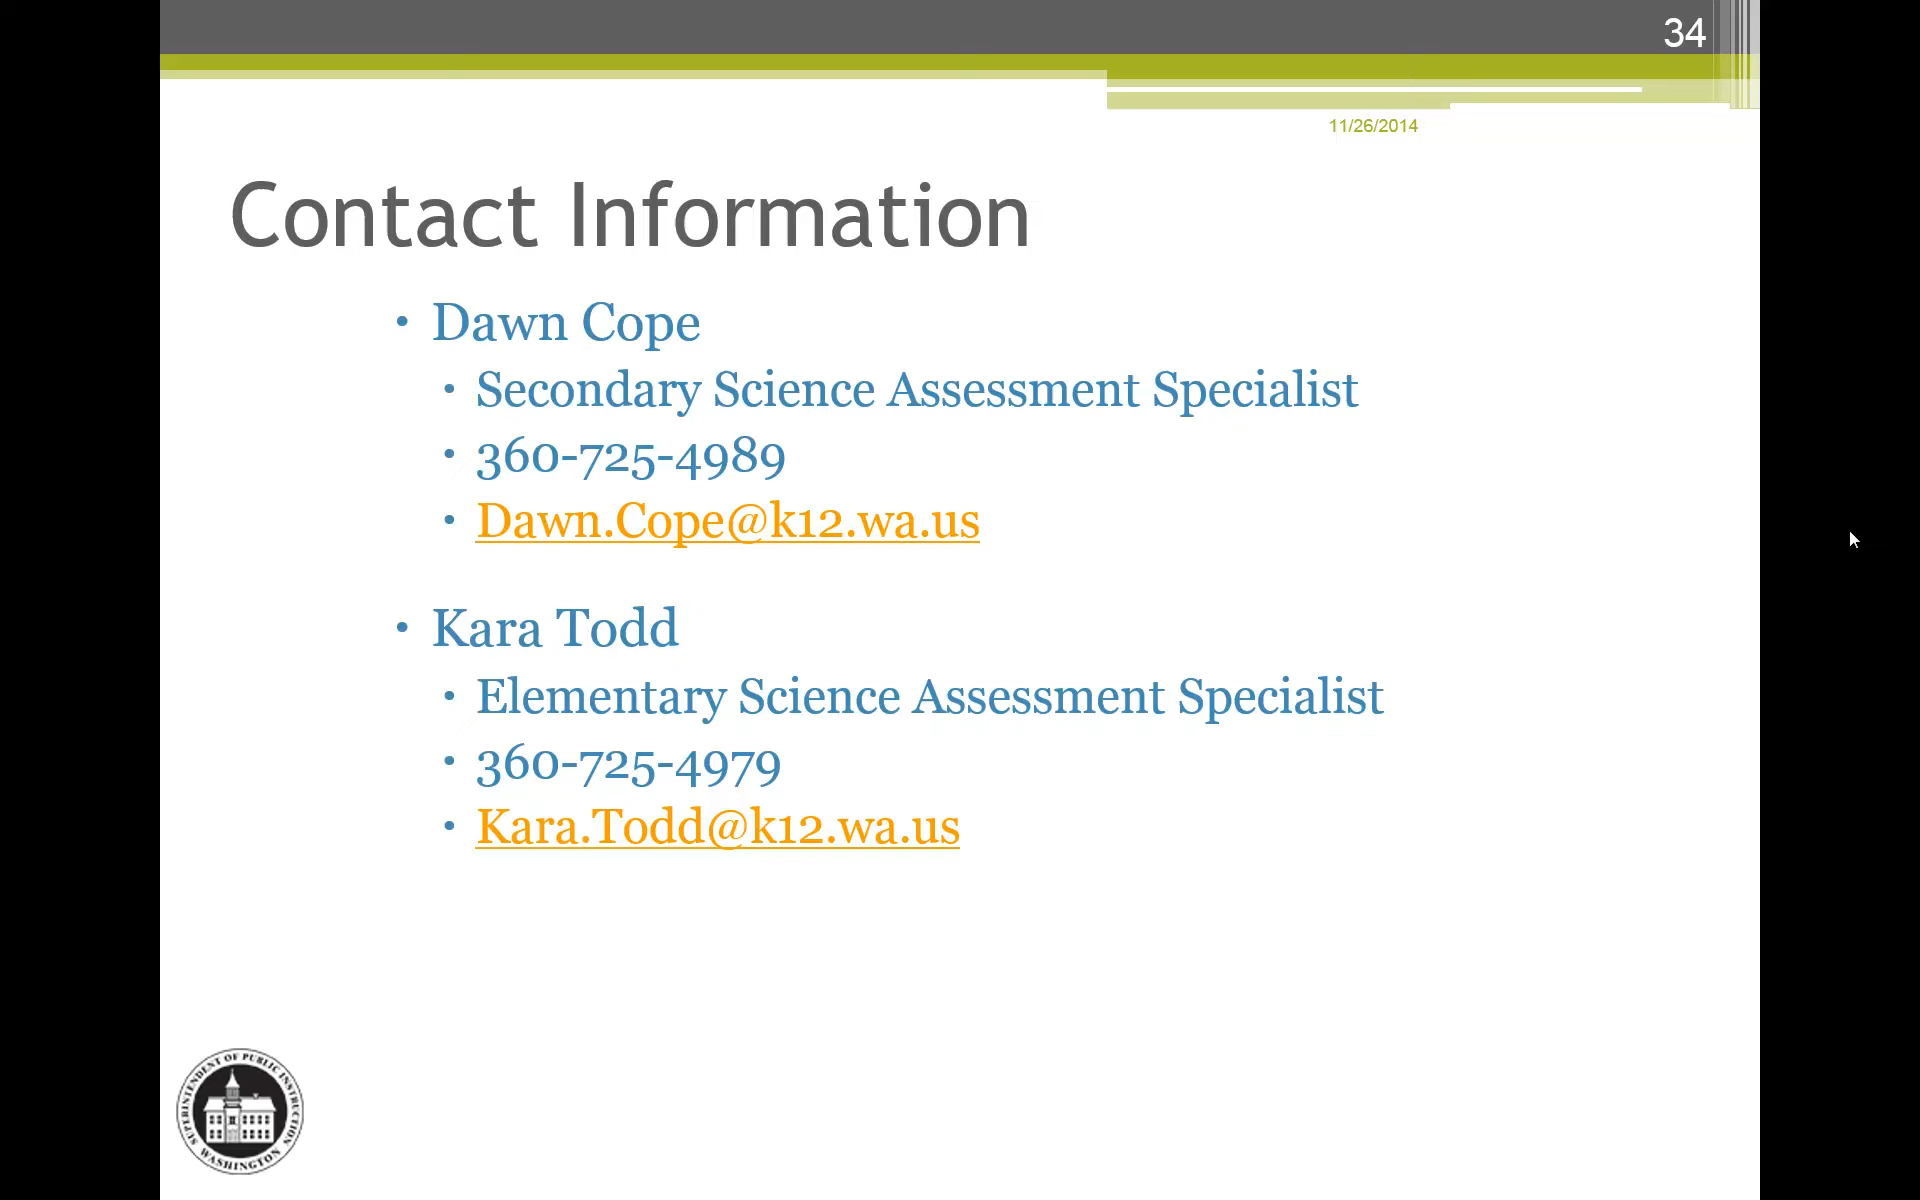 34
11/26/2014
Contact Information
• Dawn Cope
• Secondary Science Assessment Specialist
• 360-725-4989
• Dawn.Cope@k12.wa.us
• Kara Todd
• Elementary Science Assessment Specialist
• 360-725-4979
• Kara.Todd@k12.wa.us
SUPERINTENDENT OF PUBLIC INSTRUCTION
WASHINGTON